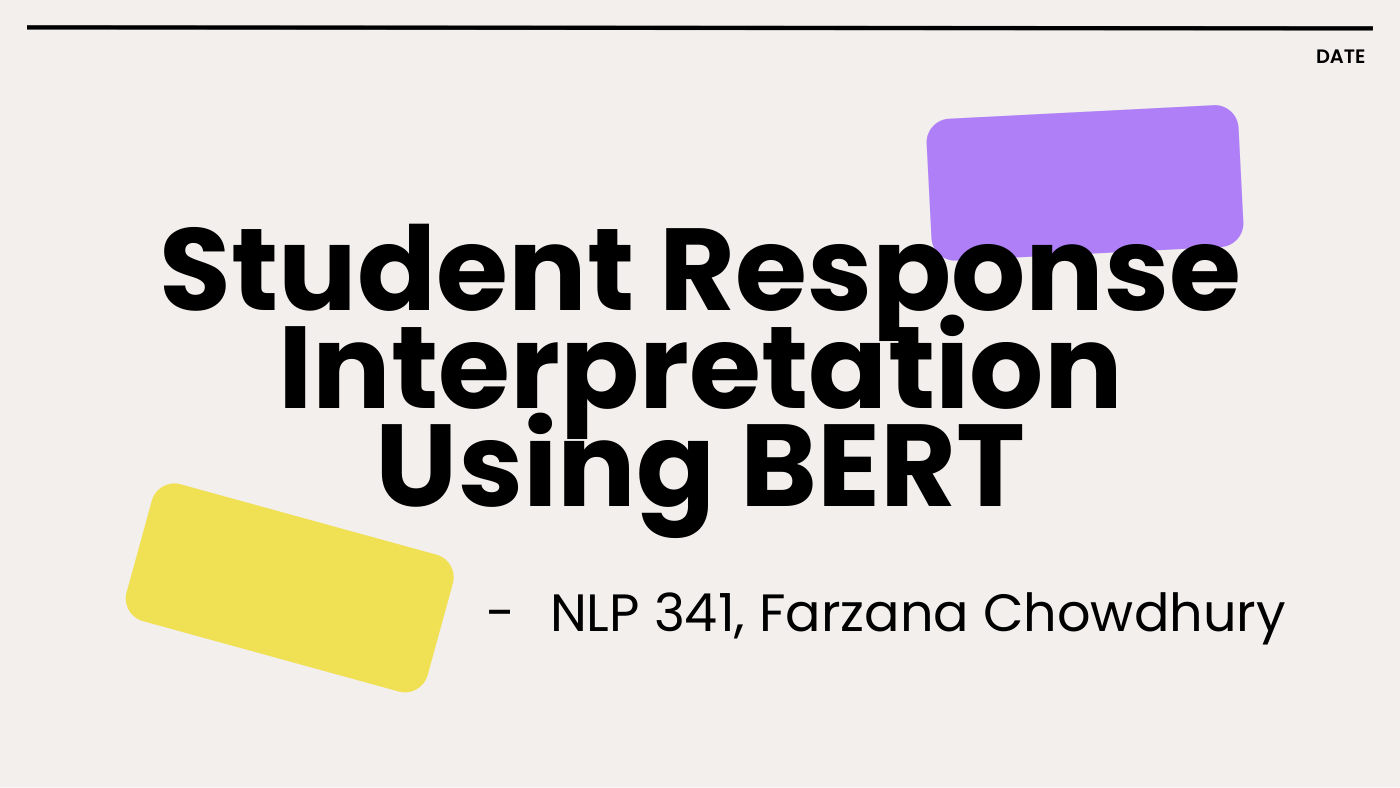 DATE
Student Response
Interpretation
Using BERT
- NLP 341, Farzana Chowdhury